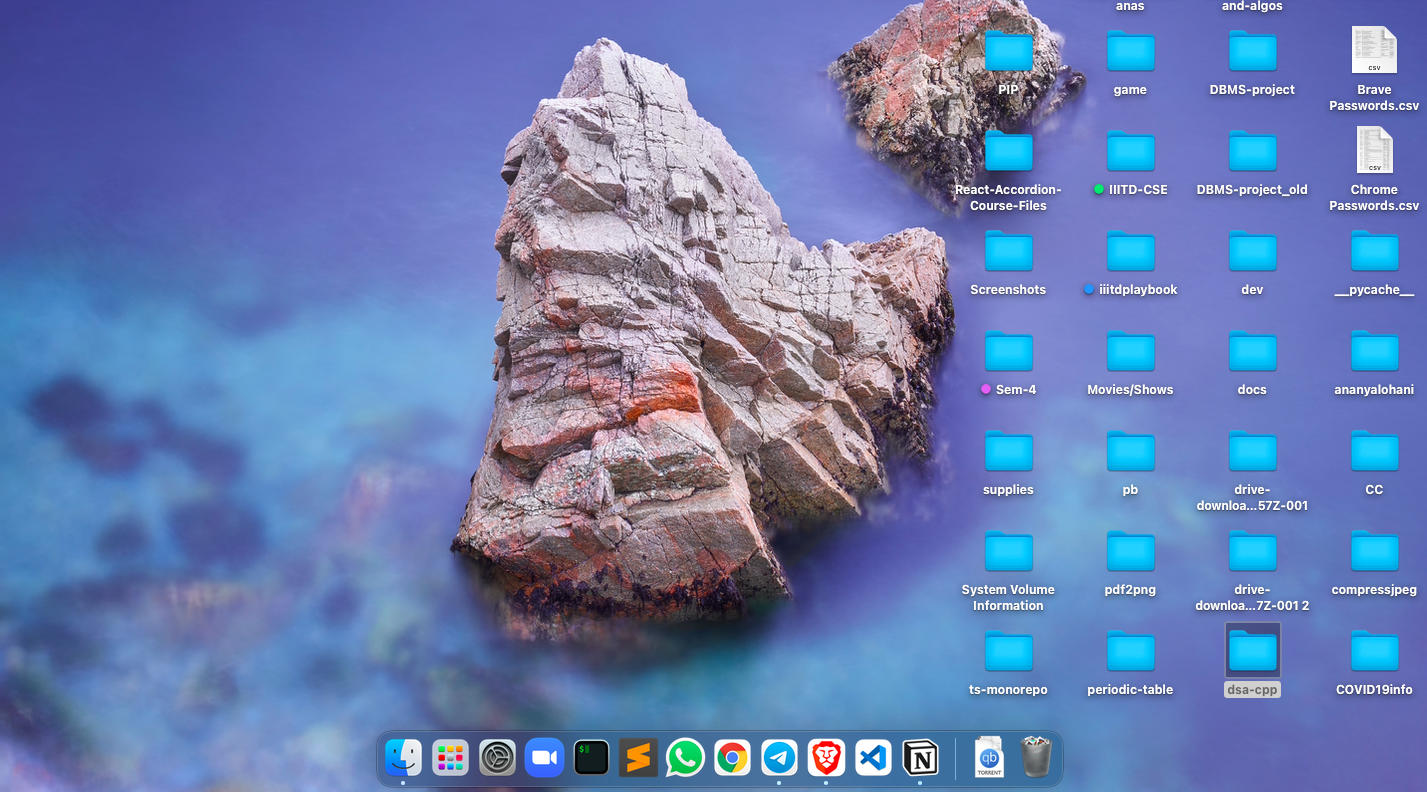 anas
and-algos
PIP
game
DBMS-project
CSV
Brave
Passwords.csv
React-Accordion-
Course-Files
IIITD-CSE
DBMS-project_old
CSV
Chrome
Passwords.csv
Screenshots
iiitdplaybook
dev
__pycache__
Sem-4
Movies/Shows
docs
ananyalohani
supplies
pb
drive-
downloa...57Z-001
CC
System Volume
Information
pdf2png
drive-
downloa...7Z-001 2
compressjpeg
ts-monorepo
periodic-table
dsa-cpp
COVID19info
$
N
qb
TORRENT